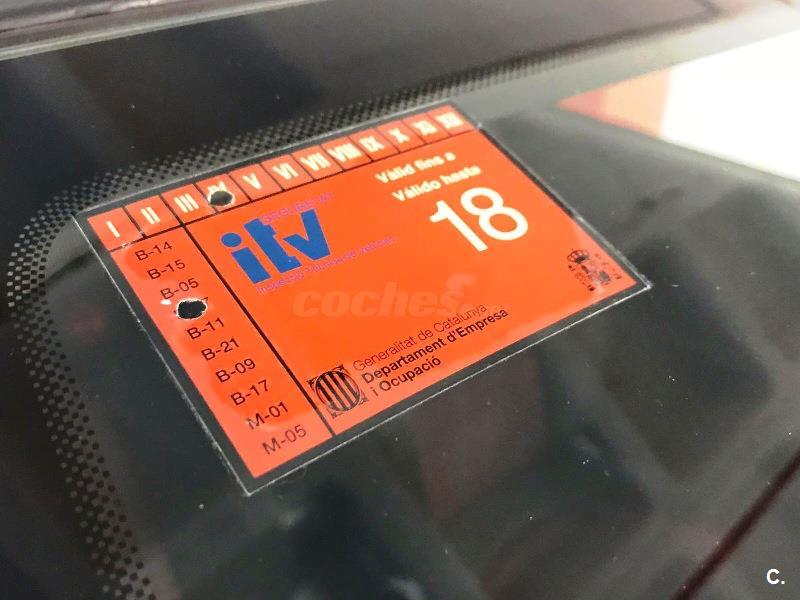 I II III IV V VI VII VIII IX X XI XII
Vàlid fins a
Válido hasta
18
itv
B-14
B-15
B-05
B-11
B-21
B-09
B-17
M-01
M-05
Generalitat de Catalunya
Departament d'Empresa
i Ocupació
coches
C.